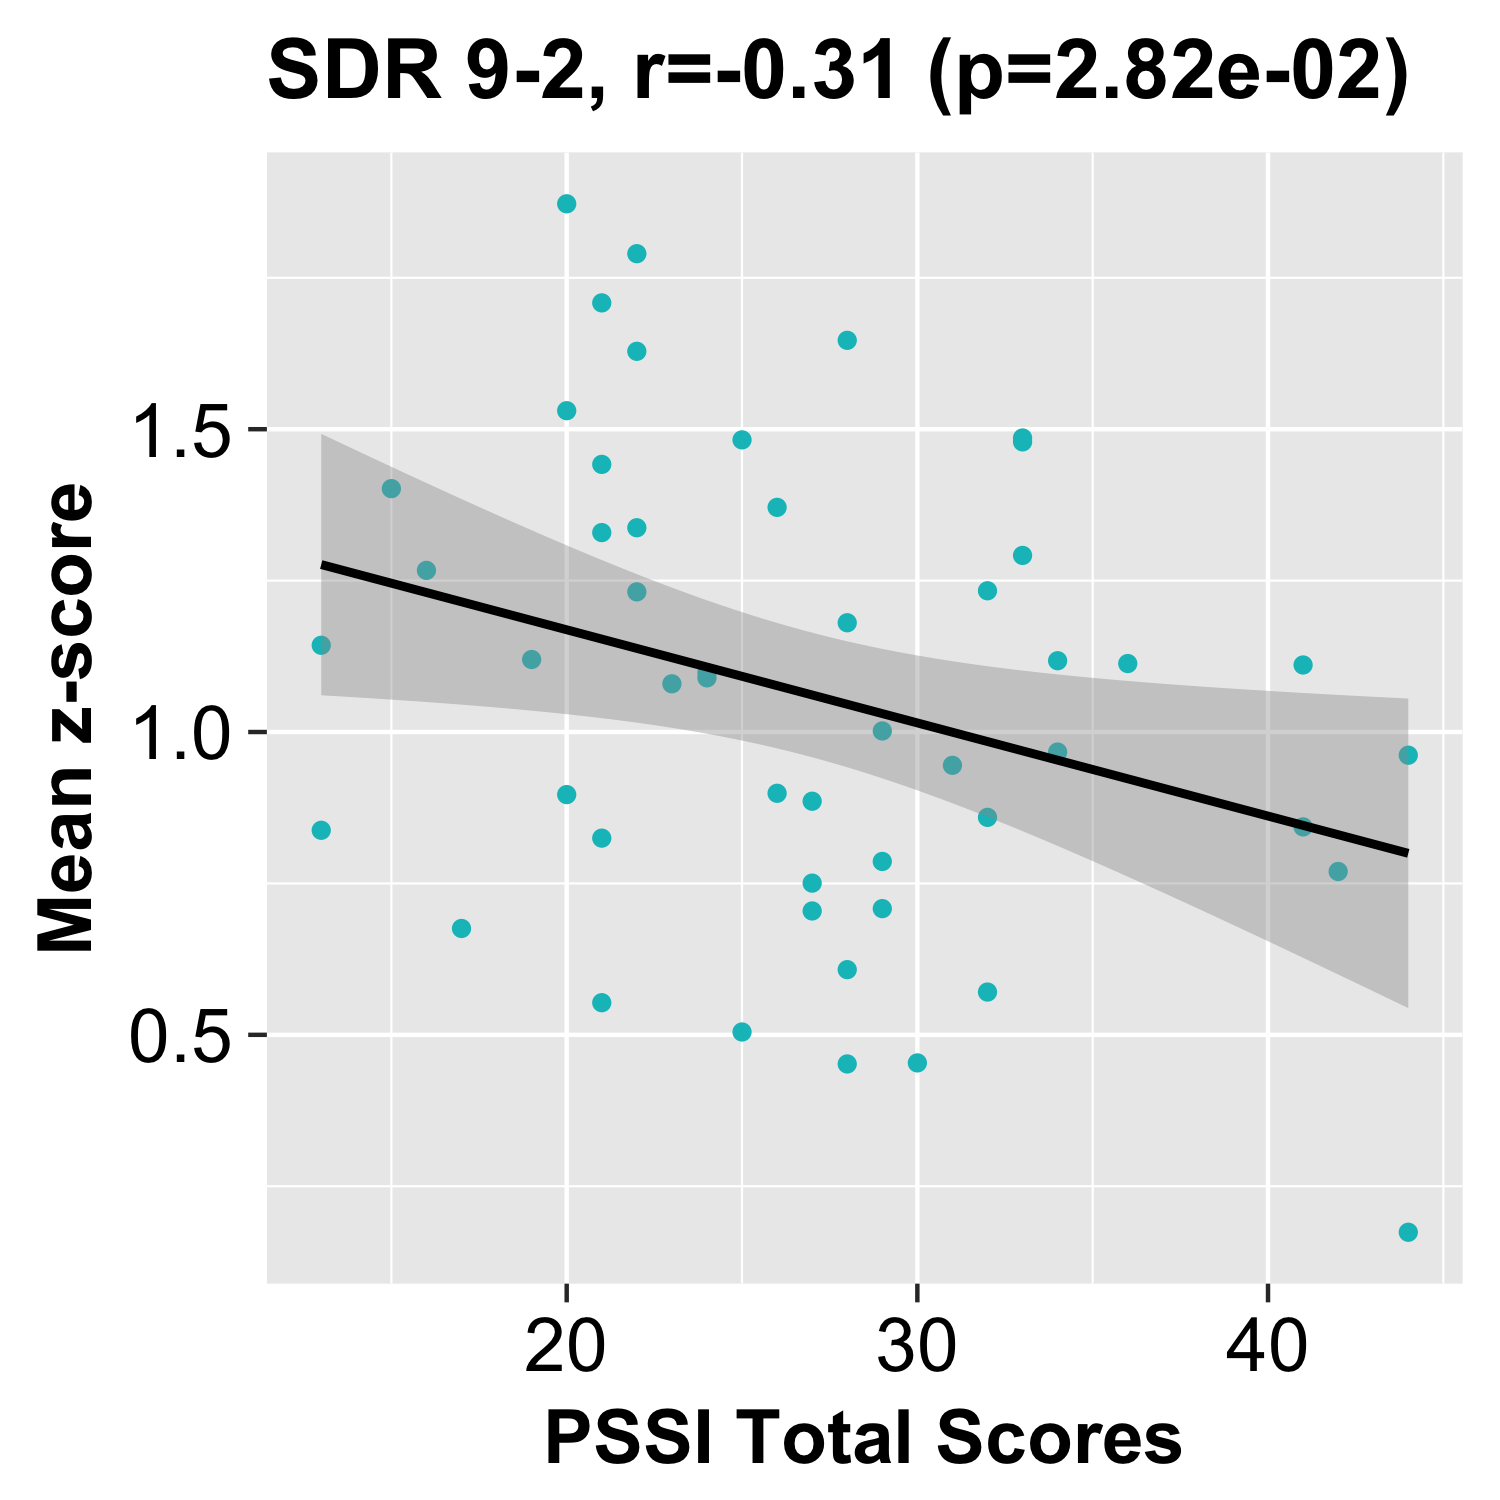 SDR 9-2, r=-0.31 (p=2.82e-02)
Mean z-score
1.5
1.0
0.5
20 30 40
PSSI Total Scores